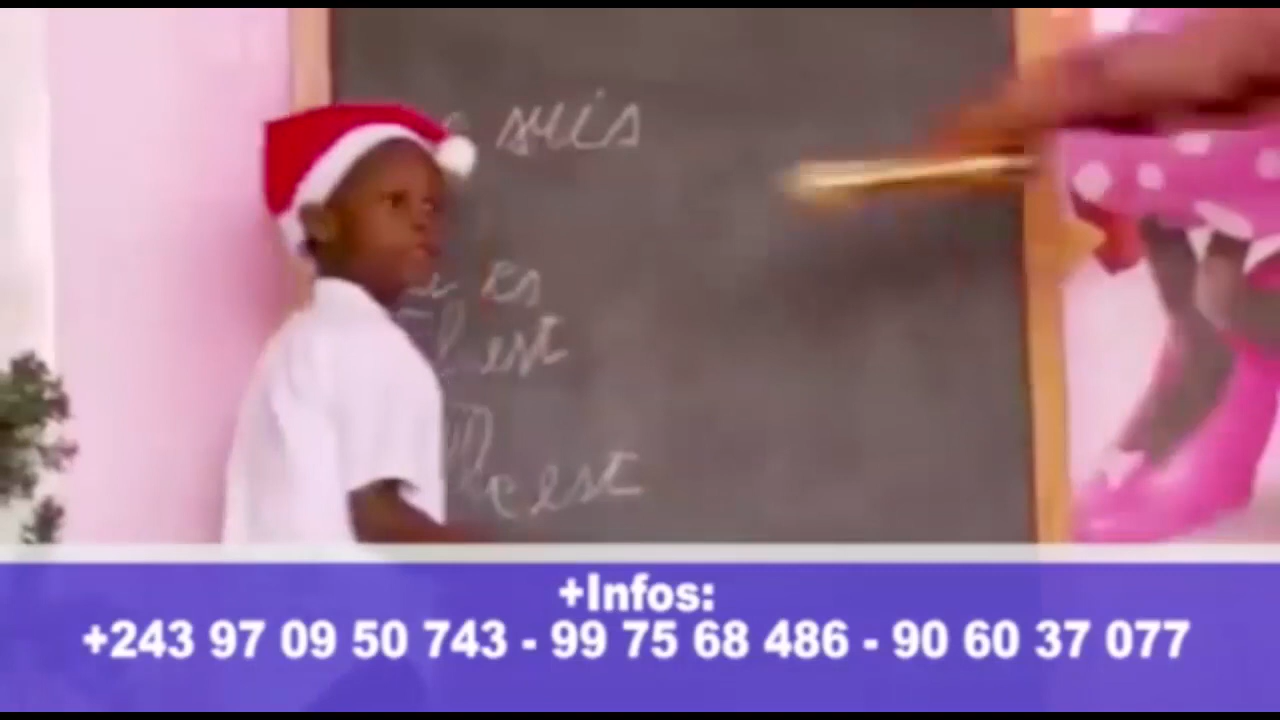 suis
es
est
est
+Infos:
+243 97 09 50 743 - 99 75 68 486 - 90 60 37 077